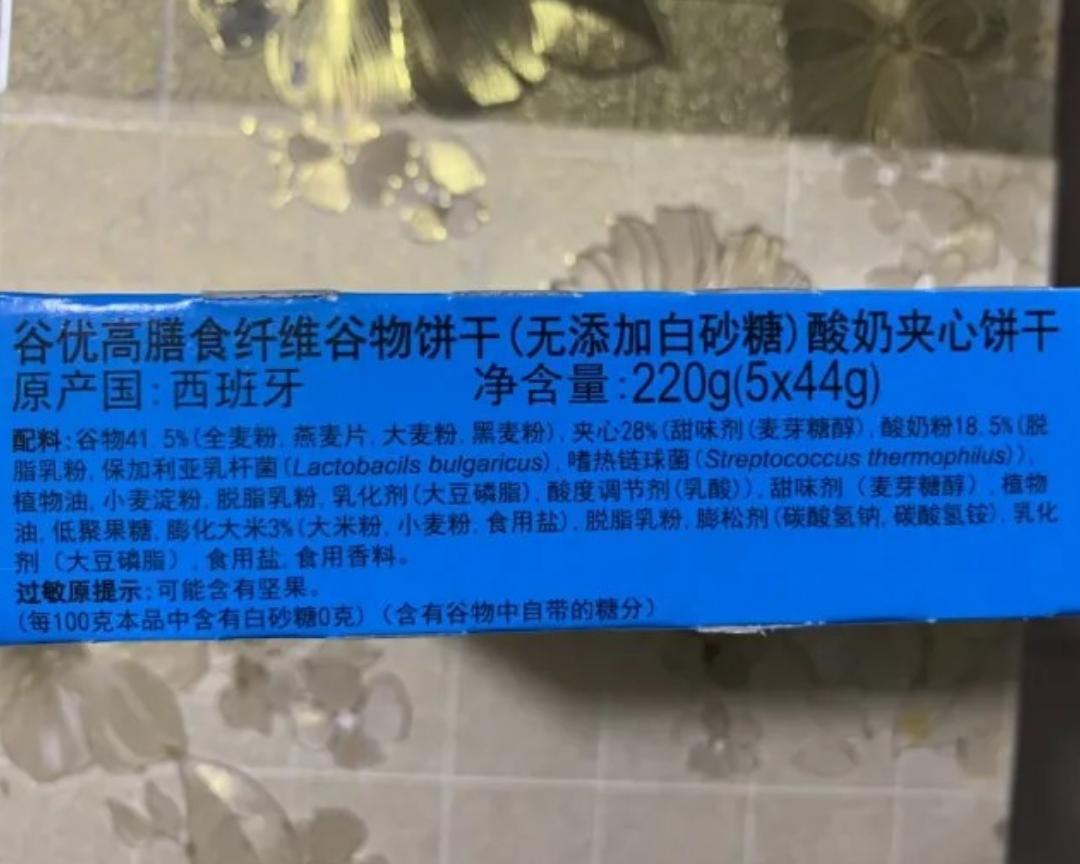 谷优高膳食纤维谷物饼干(无添加白砂糖)酸奶夹心饼干
原产国:西班牙 净含量:220g(5x44g)
配料:谷物41.5%(全麦粉,燕麦片,大麦粉,黑麦粉),夹心28%(甜味剂(麦芽糖醇),酸奶粉18.5%(脱
脂乳粉,保加利亚乳杆菌(Lactobacils bulgaricus),嗜热链球菌(Streptococcus thermophilus)),
植物油,小麦淀粉,脱脂乳粉,乳化剂(大豆磷脂),酸度调节剂(乳酸)),甜味剂(麦芽糖醇),植物
油,低聚果糖,膨化大米3%(大米粉,小麦粉,食用盐),脱脂乳粉,膨松剂(碳酸氢钠,碳酸氢铵),乳化
剂(大豆磷脂),食用盐,食用香料。
过敏原提示:可能含有坚果。
(每100克本品中含有白砂糖0克)(含有谷物中自带的糖分)